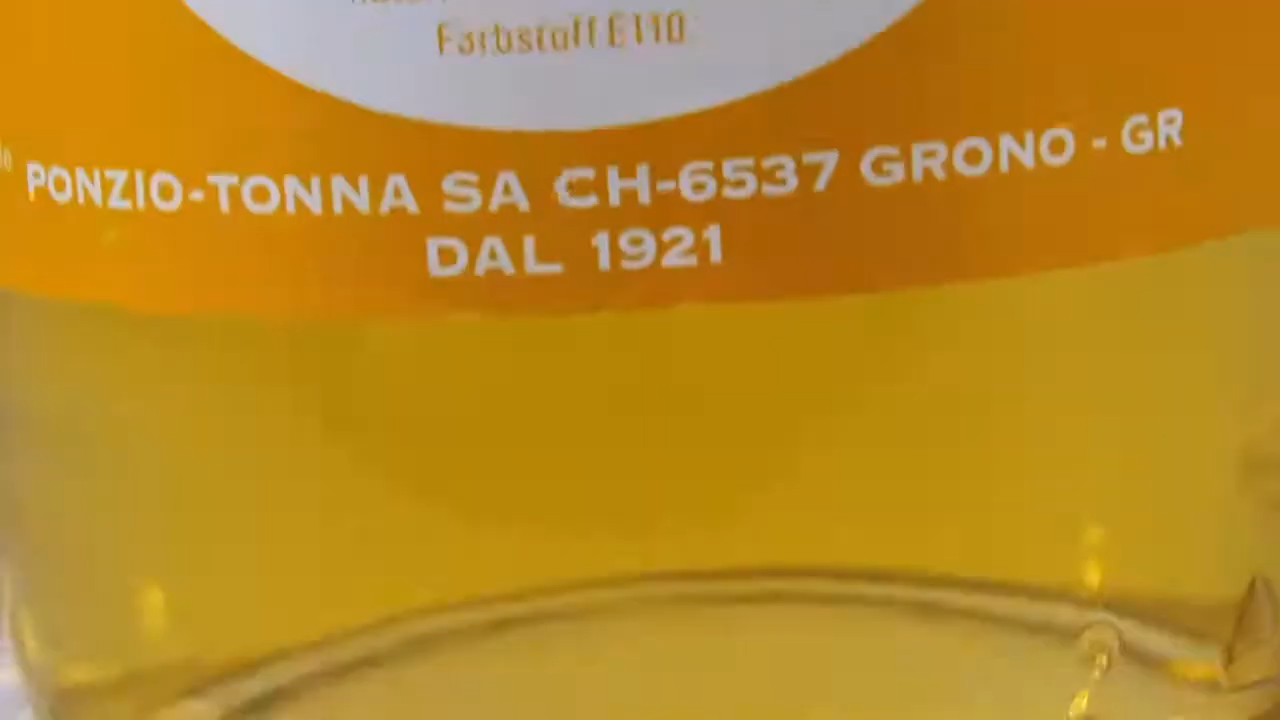 Farbstoff E110
PONZIO-TONNA SA CH-6537 GRONO - GR
DAL 1921